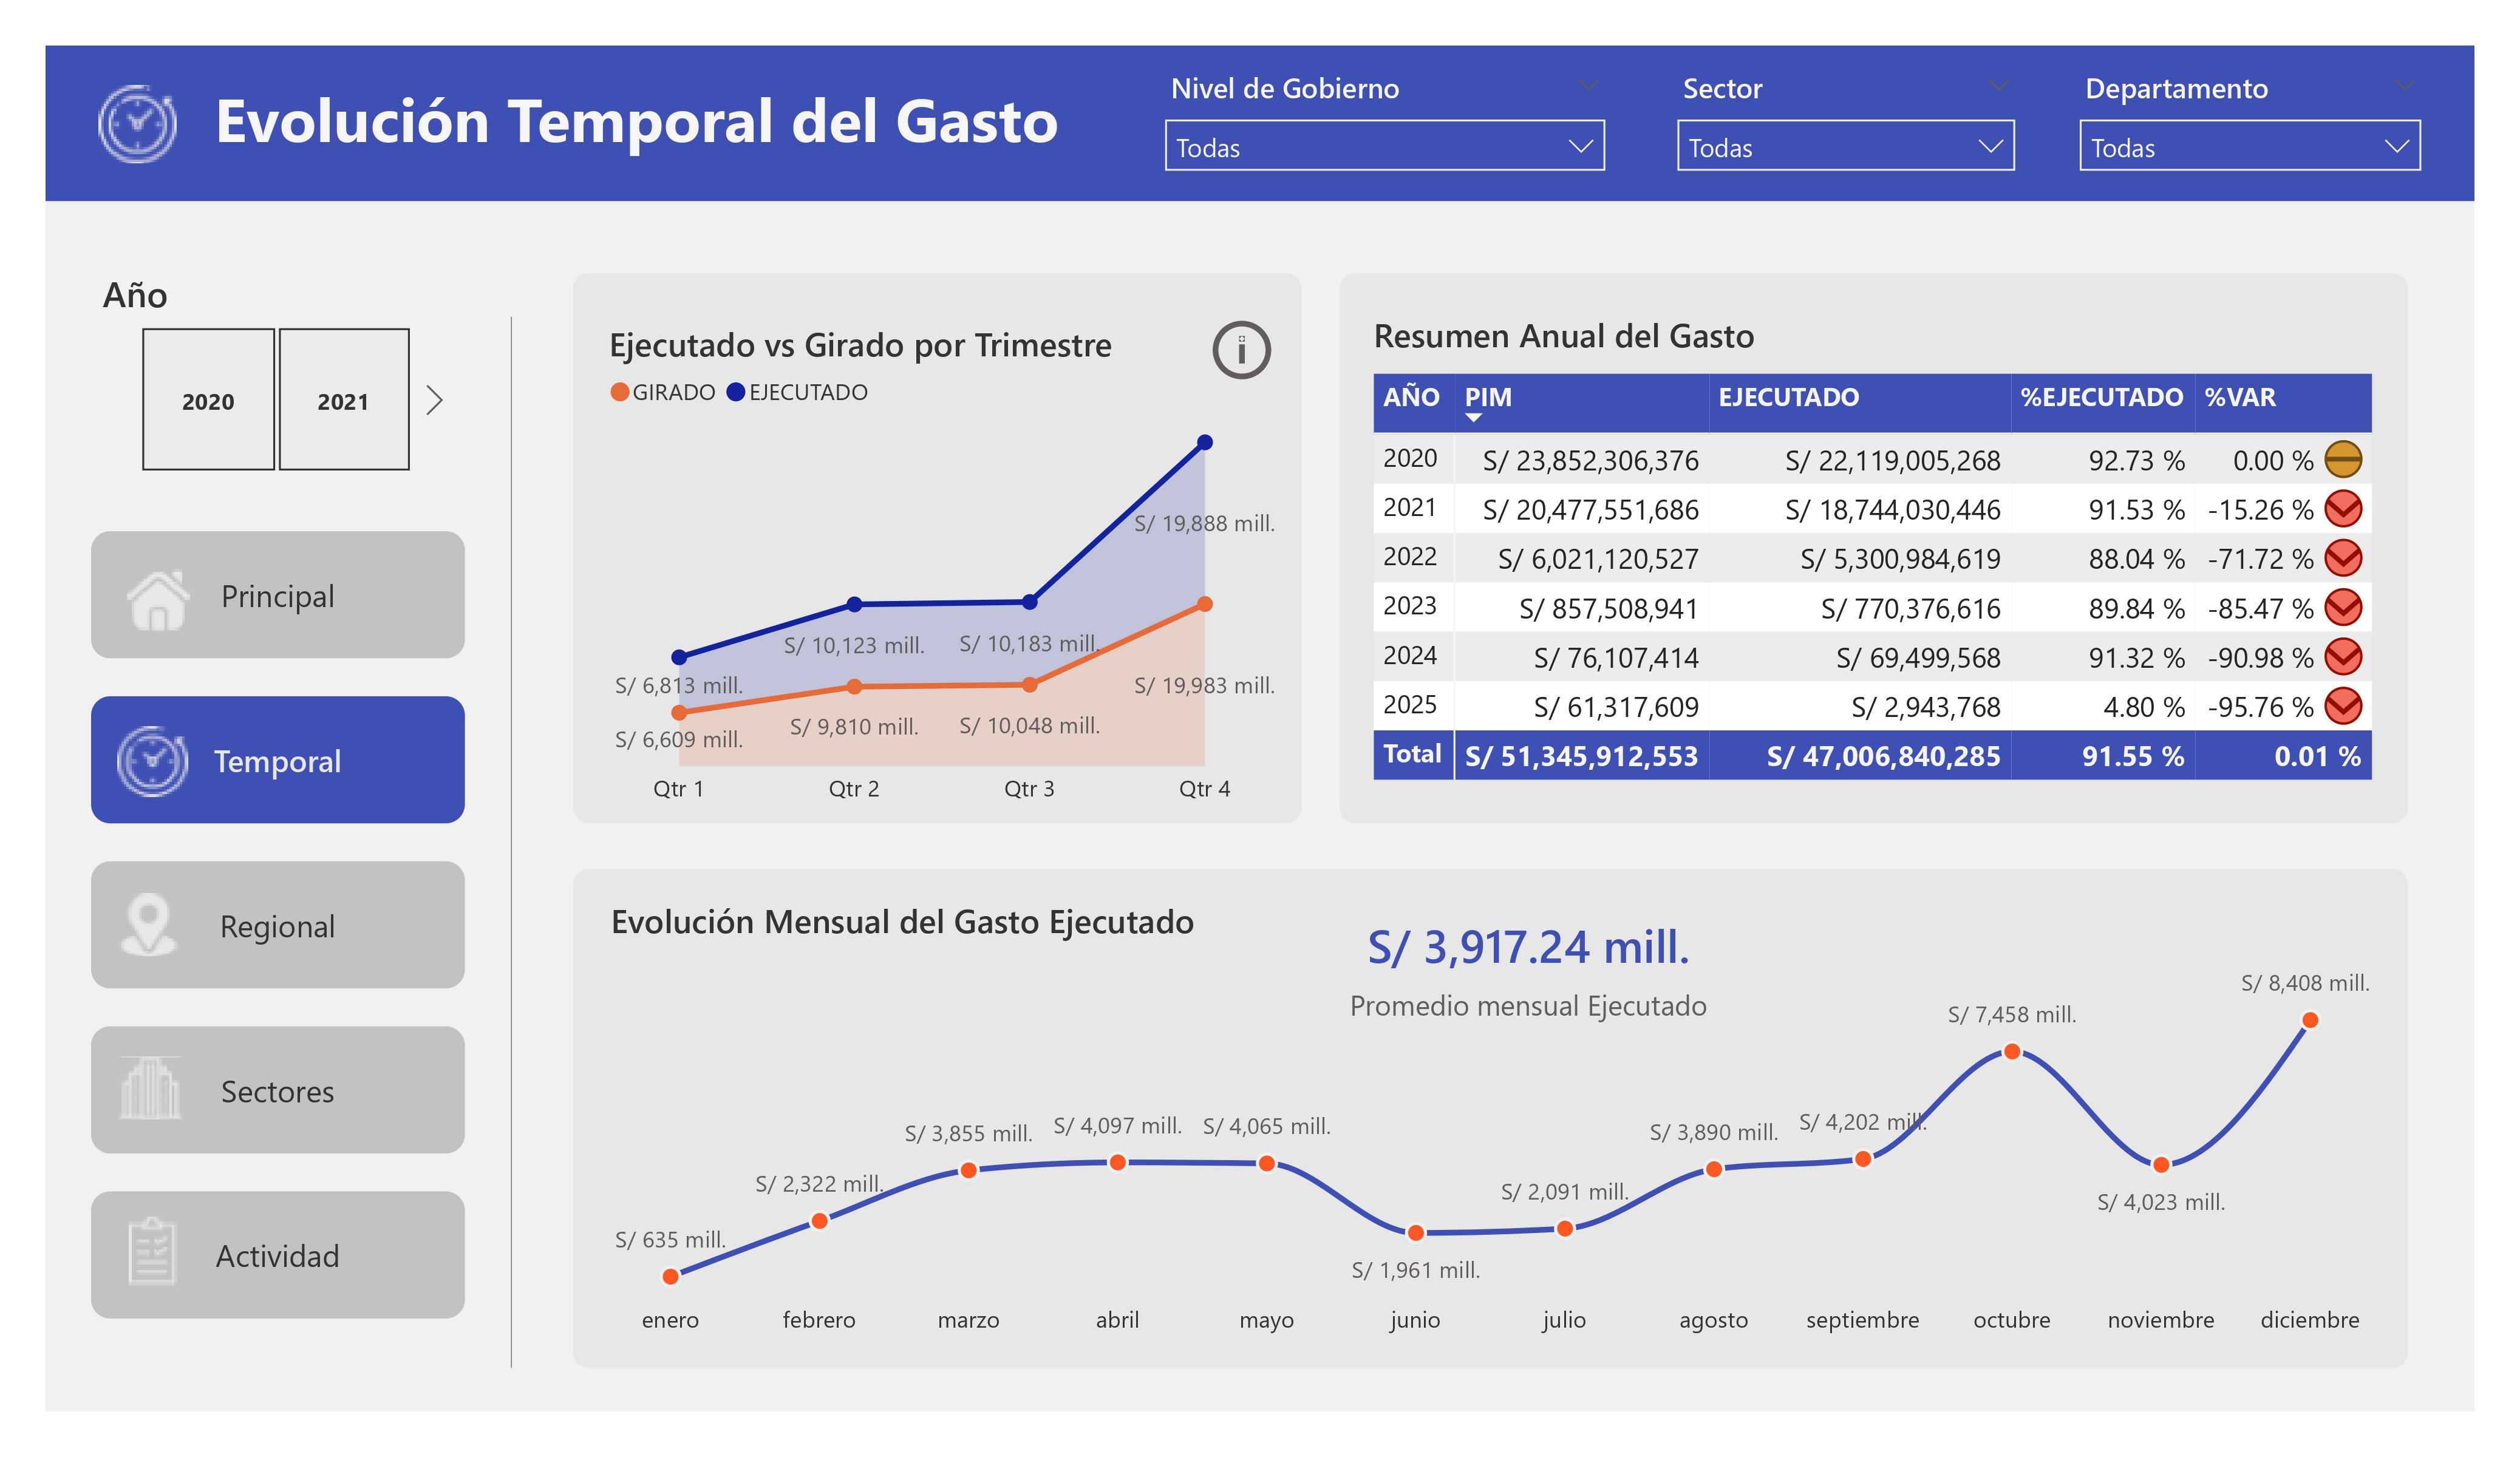 Evolución Temporal del Gasto
Nivel de Gobierno
Todas
Sector
Todas
Departamento
Todas
Año
2020
2021
Principal
Temporal
Regional
Sectores
Actividad
Ejecutado vs Girado por Trimestre
GIRADO EJECUTADO
S/ 19,888 mill.
S/ 10,123 mill.
S/ 10,183 mill.
S/ 6,813 mill.
S/ 19,983 mill.
S/ 9,810 mill.
S/ 10,048 mill.
S/ 6,609 mill.
Qtr 1 Qtr 2 Qtr 3 Qtr 4
Resumen Anual del Gasto
AÑO PIM EJECUTADO %EJECUTADO %VAR
2020 S/ 23,852,306,376 S/ 22,119,005,268 92.73 % 0.00 %
2021 S/ 20,477,551,686 S/ 18,744,030,446 91.53 % -15.26 %
2022 S/ 6,021,120,527 S/ 5,300,984,619 88.04 % -71.72 %
2023 S/ 857,508,941 S/ 770,376,616 89.84 % -85.47 %
2024 S/ 76,107,414 S/ 69,499,568 91.32 % -90.98 %
2025 S/ 61,317,609 S/ 2,943,768 4.80 % -95.76 %
Total S/ 51,345,912,553 S/ 47,006,840,285 91.55 % 0.01 %
Evolución Mensual del Gasto Ejecutado
S/ 3,917.24 mill.
Promedio mensual Ejecutado
S/ 635 mill.
S/ 2,322 mill.
S/ 3,855 mill.
S/ 4,097 mill.
S/ 4,065 mill.
S/ 1,961 mill.
S/ 2,091 mill.
S/ 3,890 mill.
S/ 4,202 mill.
S/ 7,458 mill.
S/ 4,023 mill.
S/ 8,408 mill.
enero febrero marzo abril mayo junio julio agosto septiembre octubre noviembre diciembre